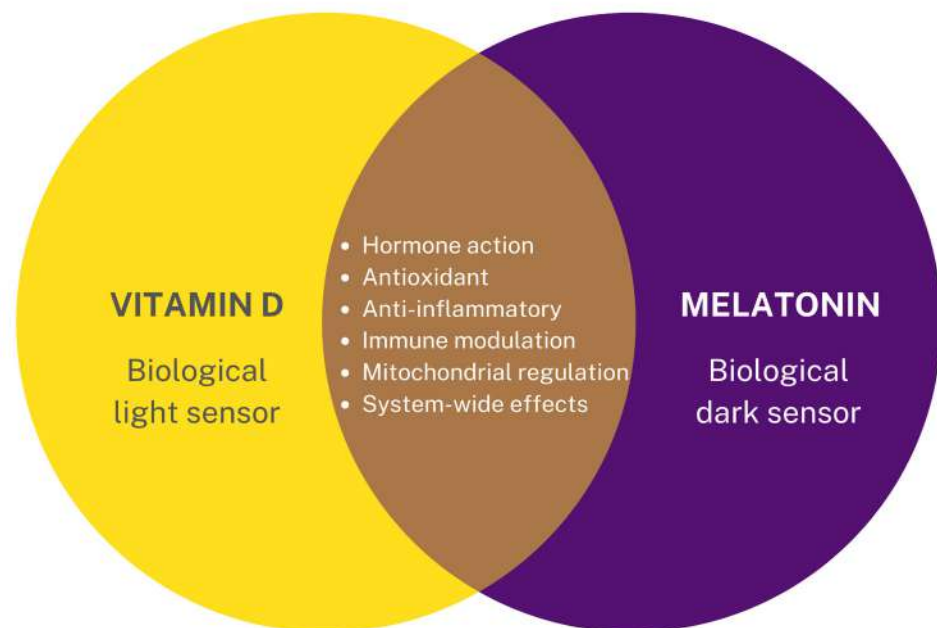 VITAMIN D
Biological
light sensor
• Hormone action
• Antioxidant
• Anti-inflammatory
• Immune modulation
• Mitochondrial regulation
• System-wide effects
MELATONIN
Biological
dark sensor